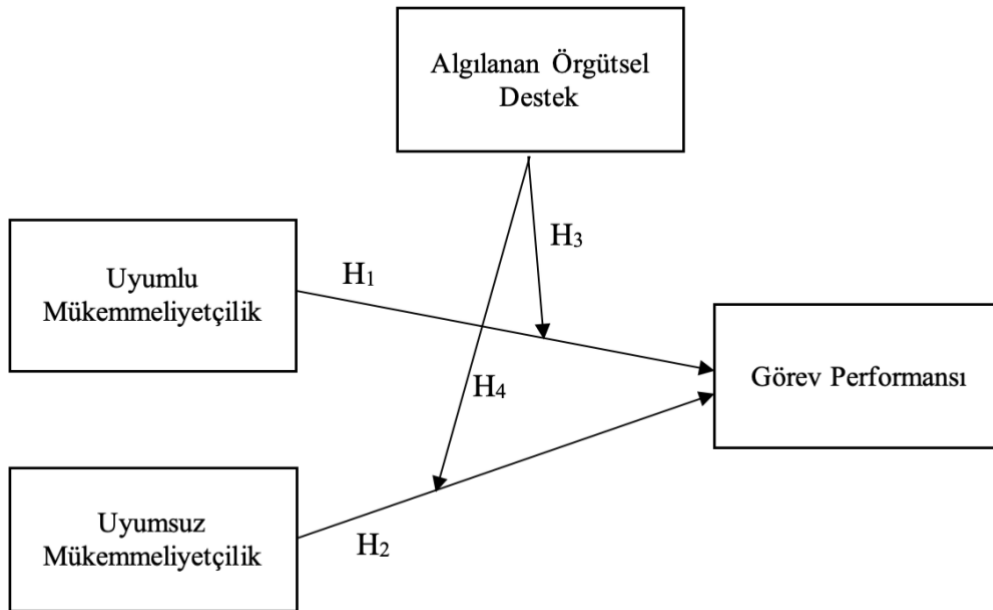 Algılanan Örgütsel
Destek
H₃
Uyumlu
Mükemmeliyetçilik
H₁
Görev Performansı
H₄
Uyumsuz
Mükemmeliyetçilik
H₂